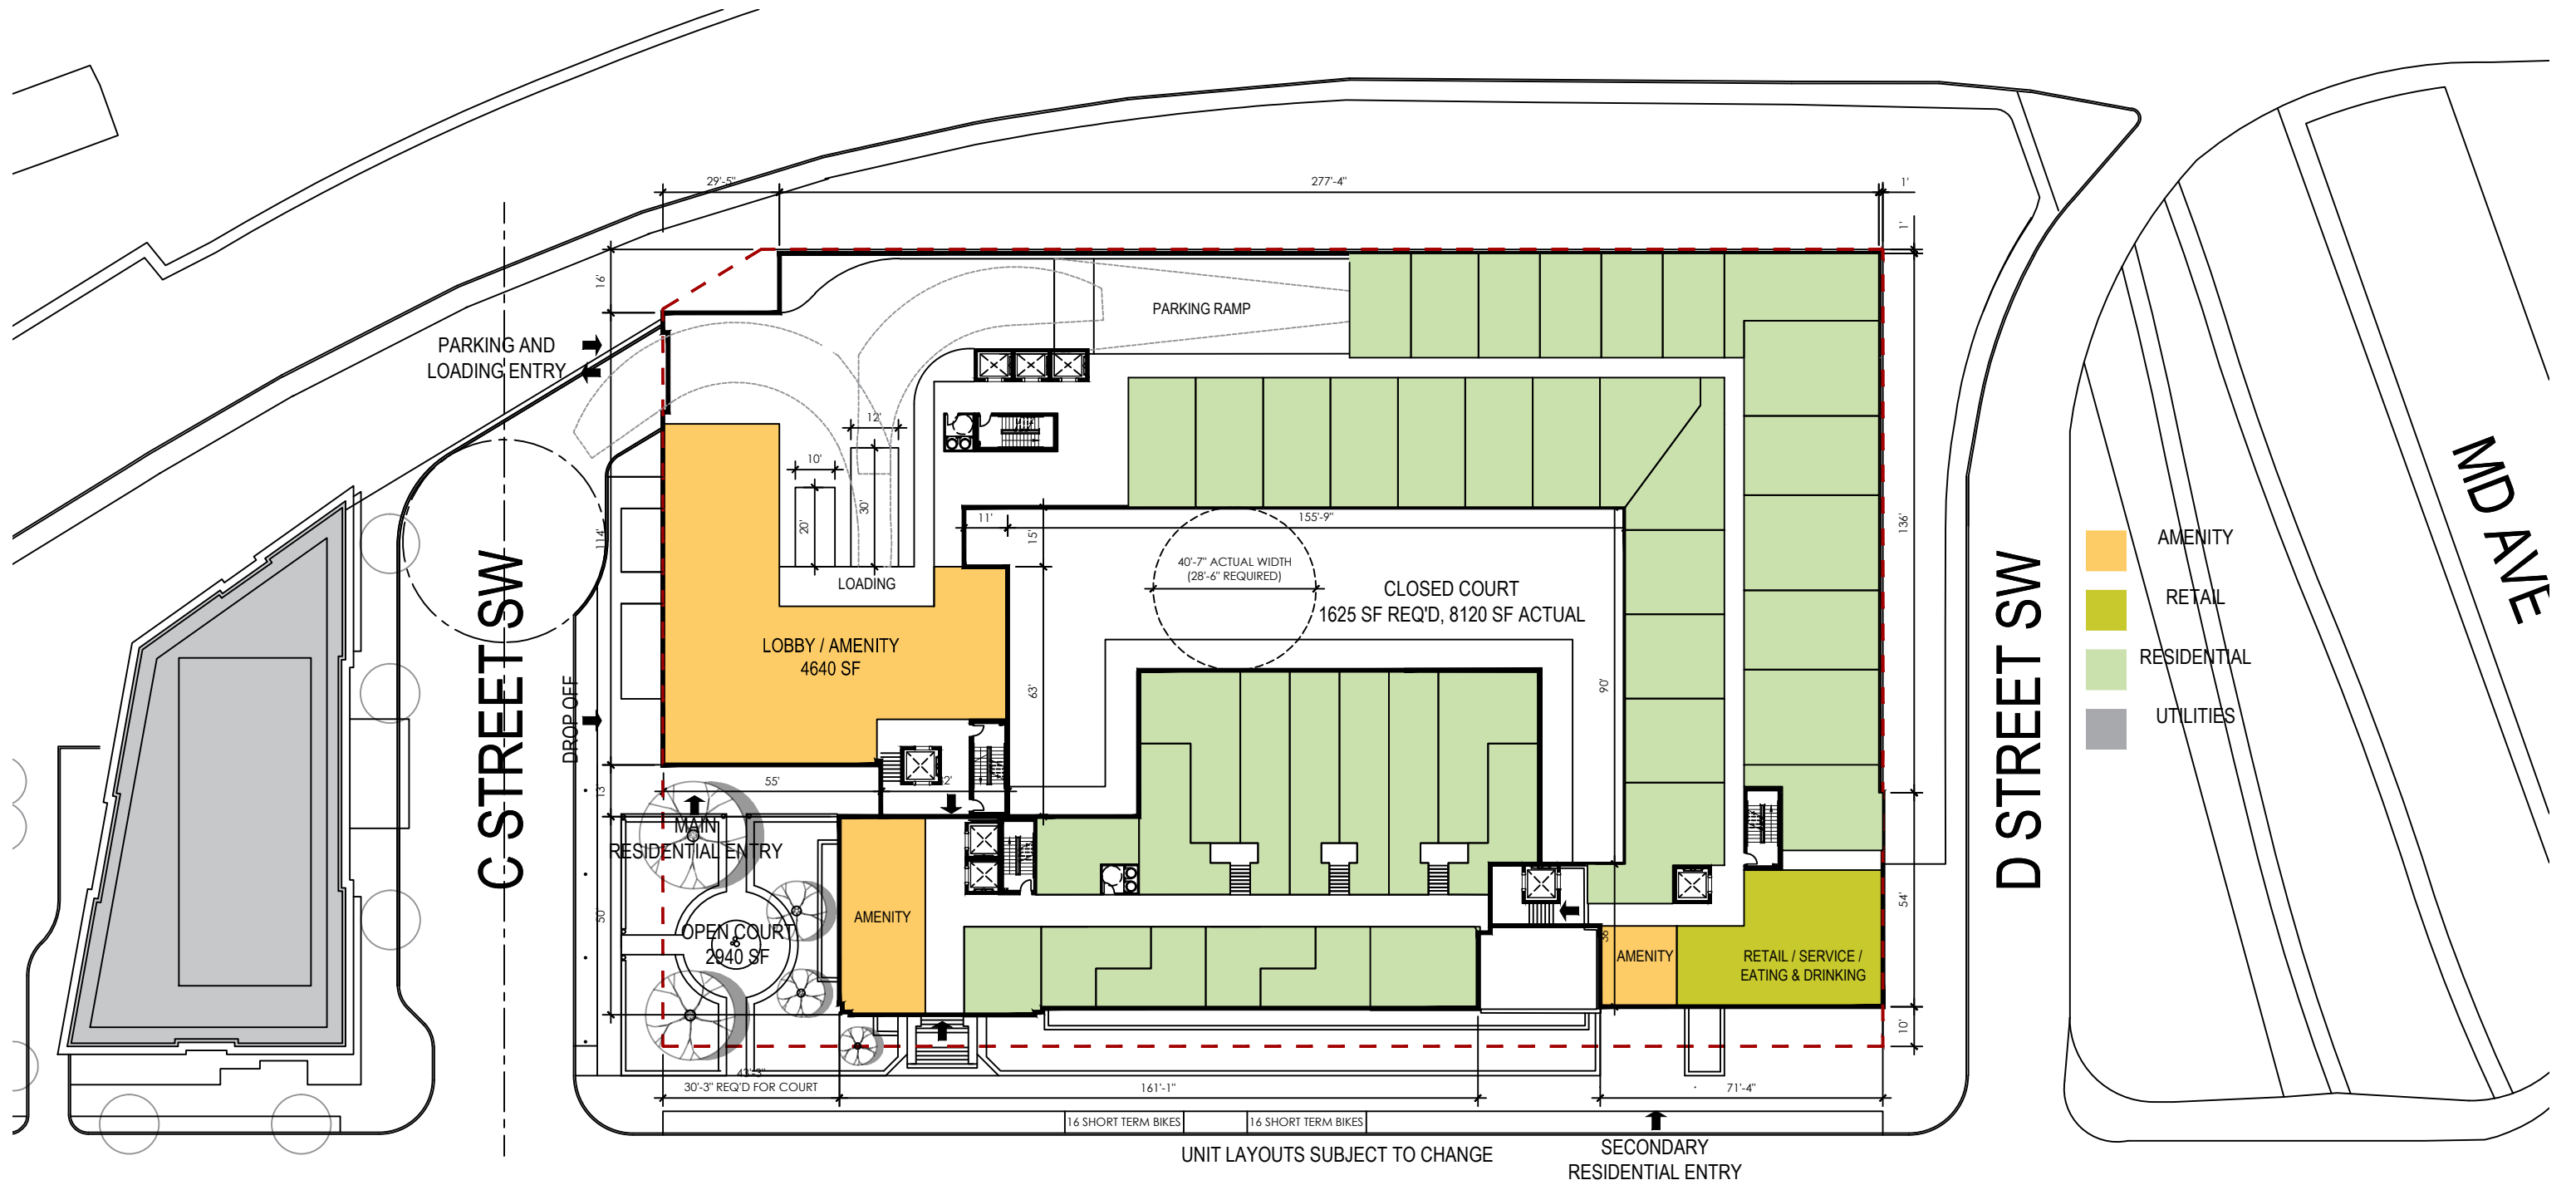 29'-5"
277'-4"
1'
1'
16'
PARKING RAMP
PARKING AND
LOADING ENTRY
12'
10'
30'
20'
114'
11'
155'-9"
15'
136'
40'-7" ACTUAL WIDTH
(28'-6" REQUIRED)
CLOSED COURT
1625 SF REQ'D, 8120 SF ACTUAL
LOADING
LOBBY / AMENITY
4640 SF
63'
90'
C STREET SW
DROP OFF
D STREET SW
MD AVE
AMENITY
RETAIL
RESIDENTIAL
UTILITIES
55'
13'
MAIN
RESIDENTIAL ENTRY
50'
OPEN COURT
2940 SF
AMENITY
54'
AMENITY
RETAIL / SERVICE /
EATING & DRINKING
10'
43'-3"
30'-3" REQ'D FOR COURT
161'-1"
71'-4"
16 SHORT TERM BIKES
16 SHORT TERM BIKES
UNIT LAYOUTS SUBJECT TO CHANGE
SECONDARY
RESIDENTIAL ENTRY